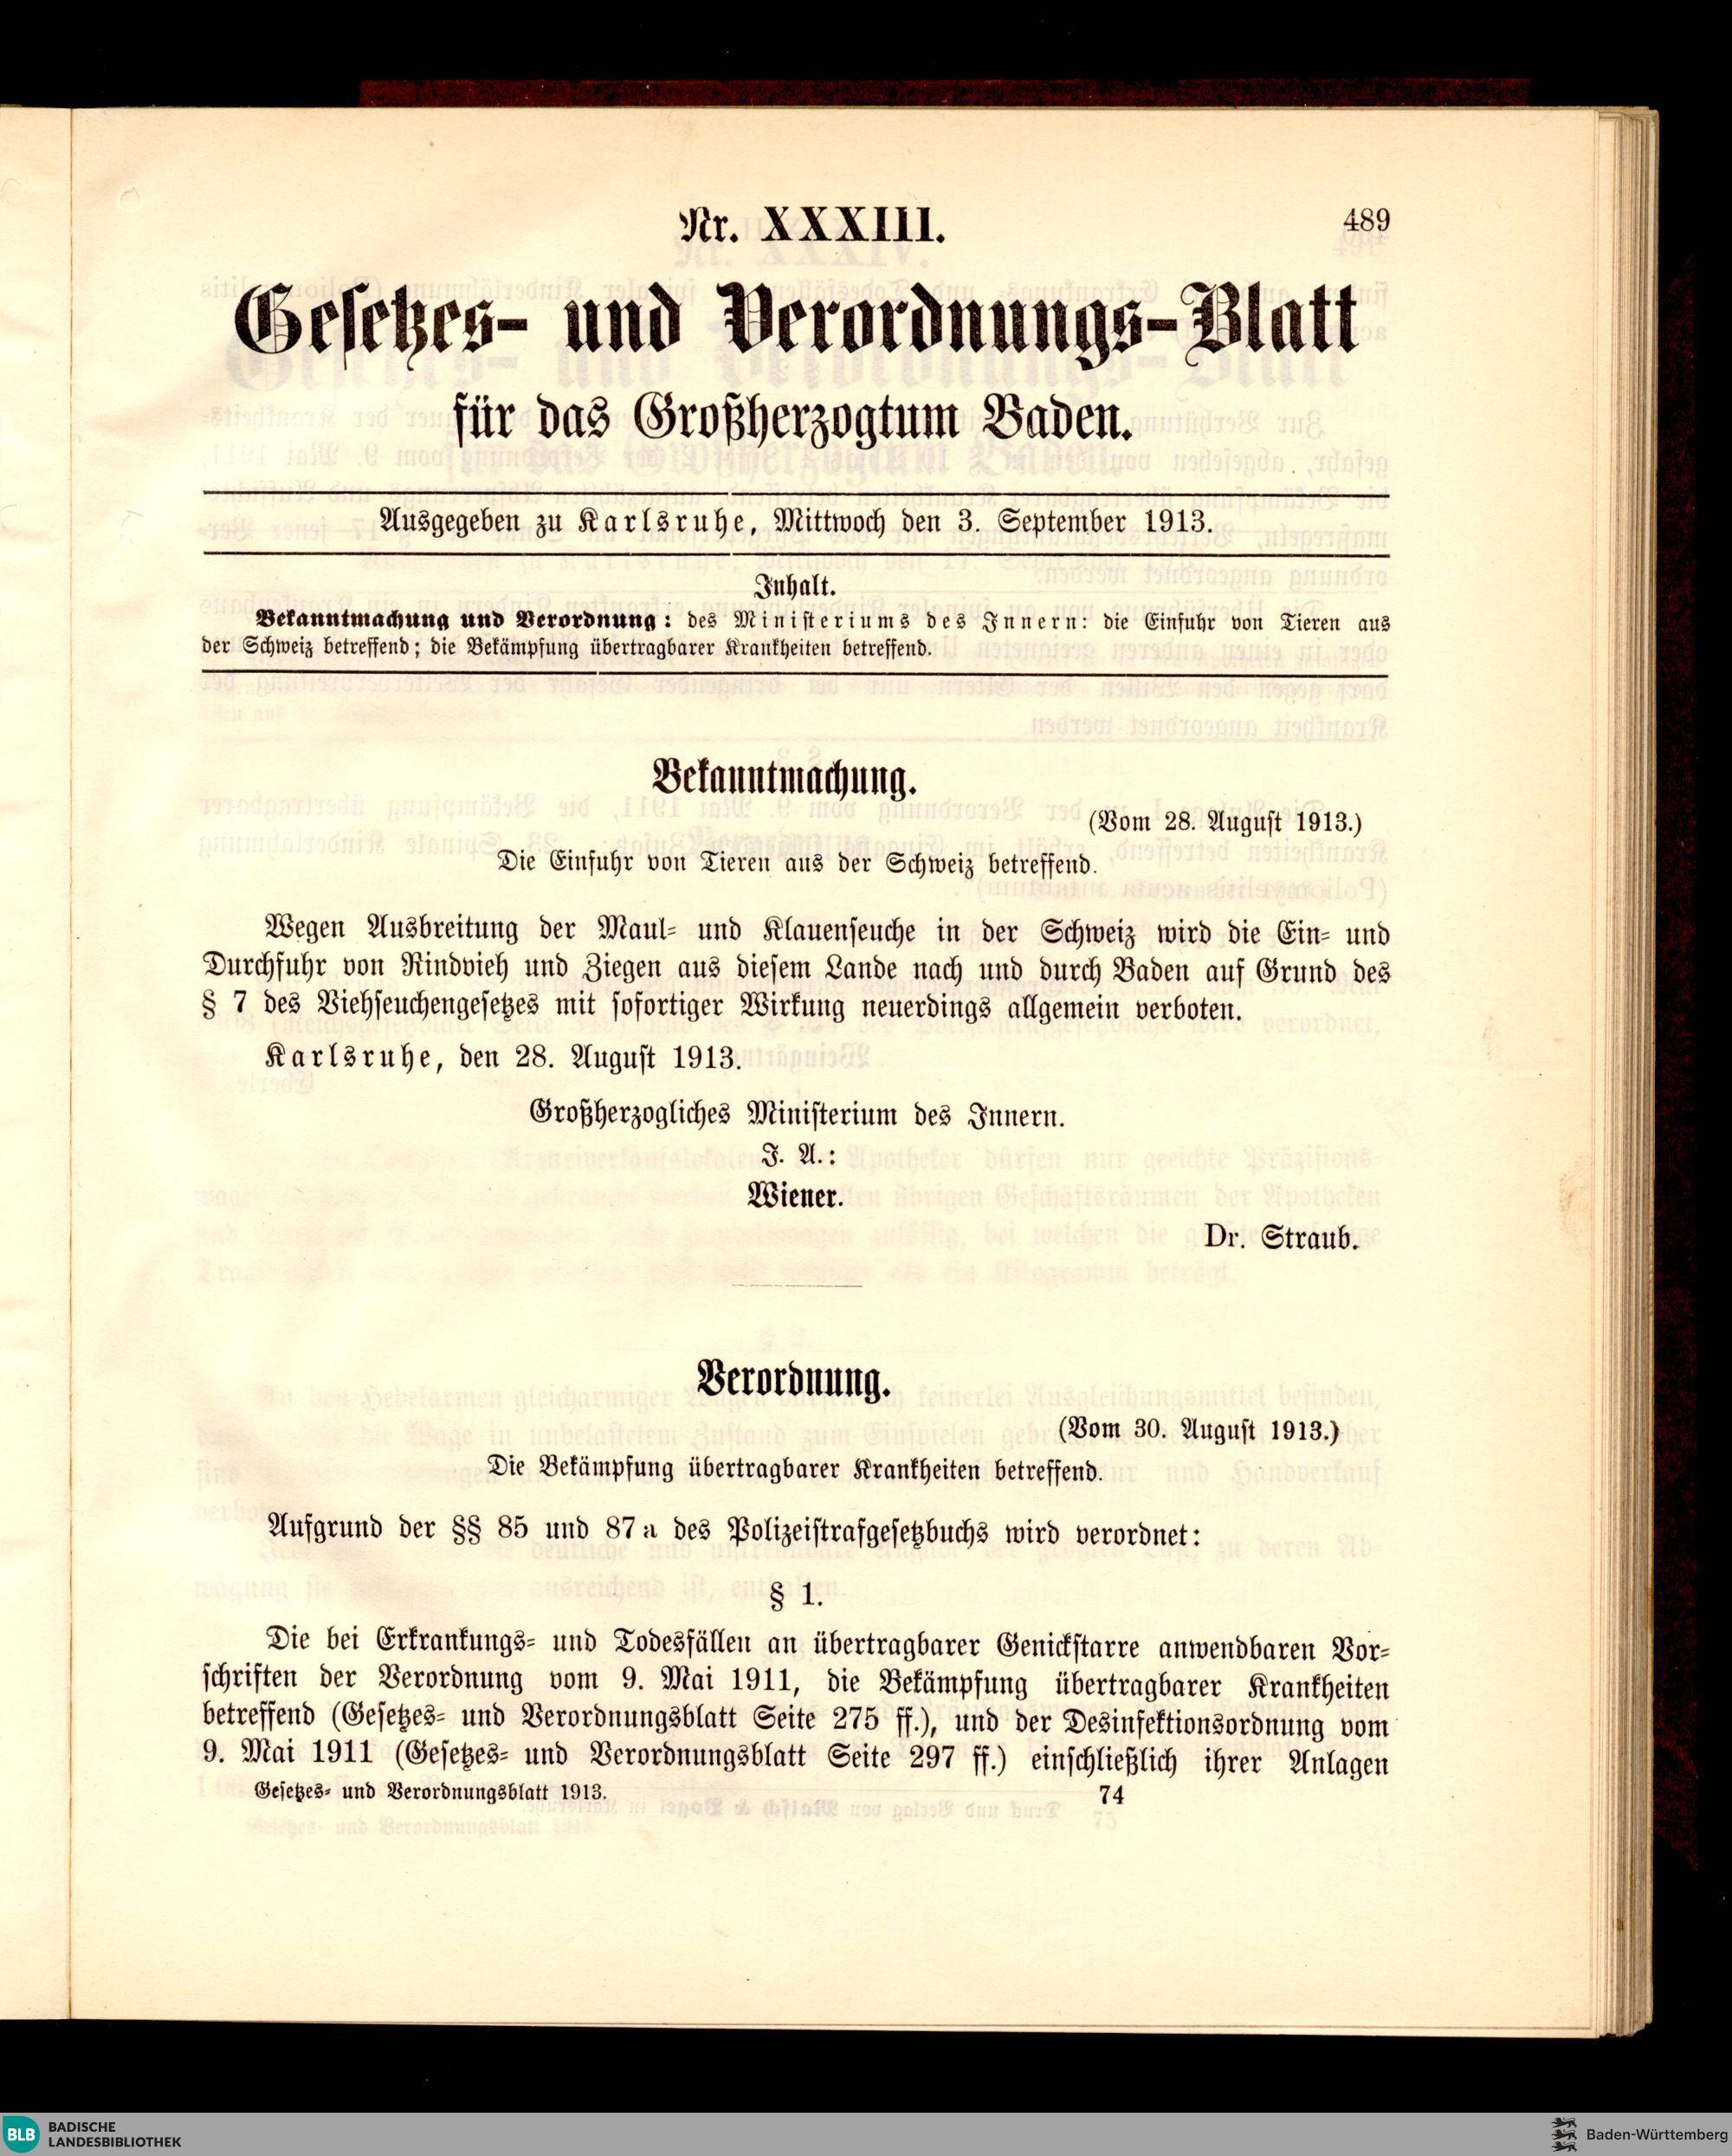 Nr. XXXIII.
489
Gesetzes- und Verordnungs-Blatt
für das Großherzogtum Baden.
Ausgegeben zu Karlsruhe, Mittwoch den 3. September 1913.
Inhalt.
Bekanntmachung und Verordnung: des Ministeriums des Innern: die Einfuhr von Tieren aus
der Schweiz betreffend; die Bekämpfung übertragbarer Krankheiten betreffend.
Bekanntmachung.
(Vom 28. August 1913.)
Die Einfuhr von Tieren aus der Schweiz betreffend.
Wegen Ausbreitung der Maul- und Klauenseuche in der Schweiz wird die Ein- und
Durchfuhr von Rindvieh und Ziegen aus diesem Lande nach und durch Baden auf Grund des
§ 7 des Viehseuchengesetzes mit sofortiger Wirkung neuerdings allgemein verboten.
Karlsruhe, den 28. August 1913.
Großherzogliches Ministerium des Innern.
J. A.:
Wiener.
Dr. Straub.
Verordnung.
(Vom 30. August 1913.)
Die Bekämpfung übertragbarer Krankheiten betreffend.
Aufgrund der §§ 85 und 87a des Polizeistrafgesetzbuchs wird verordnet:
§ 1.
Die bei Erkrankungs- und Todesfällen an übertragbarer Genickstarre anwendbaren Vor-
schriften der Verordnung vom 9. Mai 1911, die Bekämpfung übertragbarer Krankheiten
betreffend (Gesetzes- und Verordnungsblatt Seite 275 ff.), und der Desinfektionsordnung vom
9. Mai 1911 (Gesetzes- und Verordnungsblatt Seite 297 ff.) einschließlich ihrer Anlagen
Gesetzes- und Verordnungsblatt 1913.
74
BLB BADISCHE
LANDESBIBLIOTHEK
Baden-Württemberg